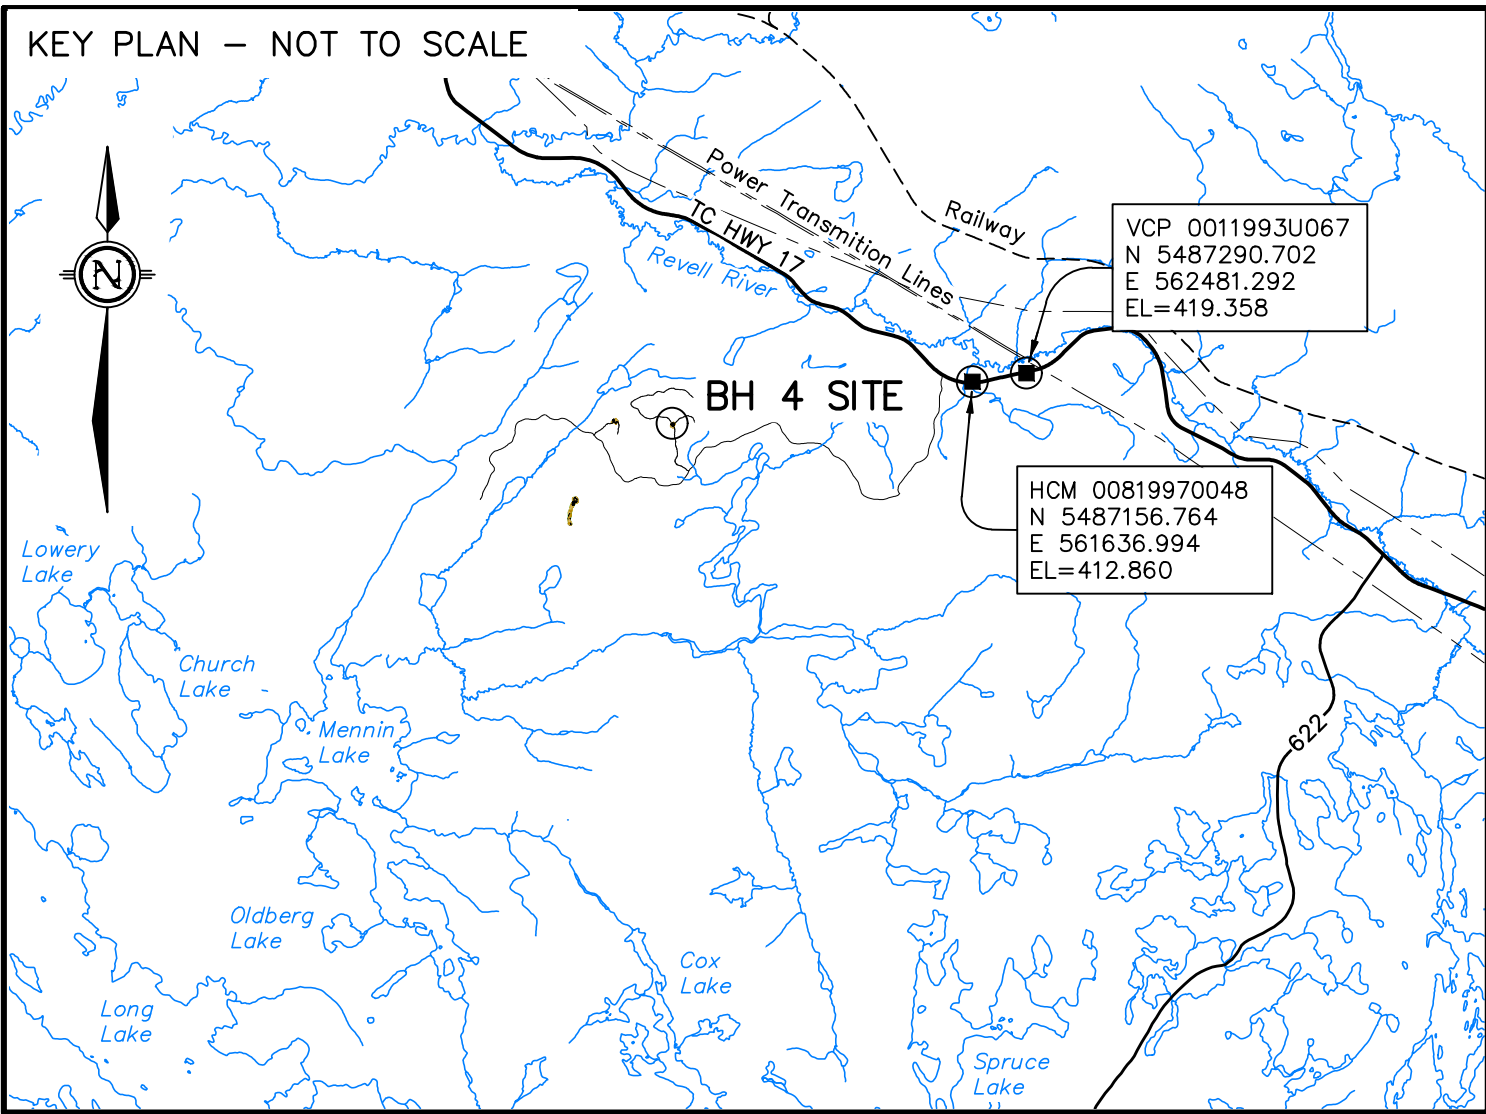 KEY PLAN - NOT TO SCALE
N
Power Transmition Lines
Railway
TC HWY 17
Revell River
VCP 0011993U067
N 5487290.702
E 562481.292
EL=419.358
BH 4 SITE
HCM 00819970048
N 5487156.764
E 561636.994
EL=412.860
Lowery
Lake
Church
Lake
Mennin
Lake
622
Oldberg
Lake
Cox
Lake
Long
Lake
Spruce
Lake